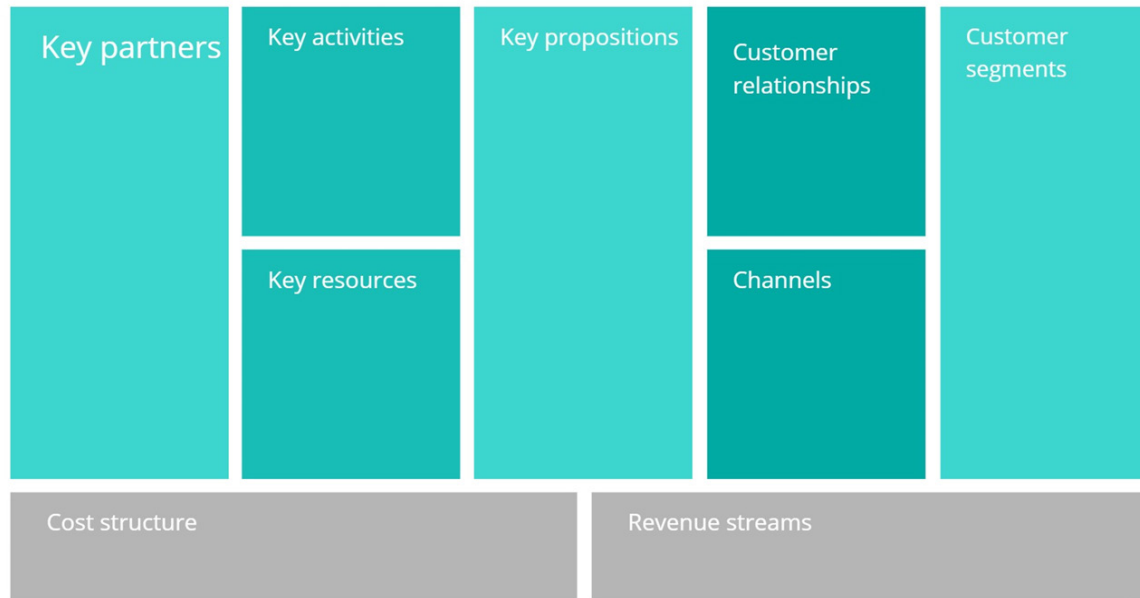 Key partners
Key activities
Key resources
Key propositions
Customer
relationships
Channels
Customer
segments
Cost structure
Revenue streams